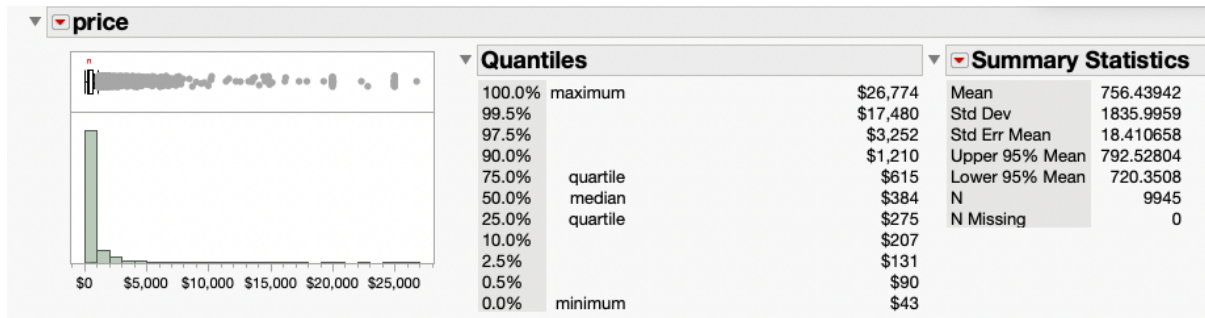 price
Quantiles
100.0% maximum $26,774
99.5% $17,480
97.5% $3,252
90.0% $1,210
75.0% quartile $615
50.0% median $384
25.0% quartile $275
10.0% $207
2.5% $131
0.5% $90
0.0% minimum $43
Summary Statistics
Mean 756.43942
Std Dev 1835.9959
Std Err Mean 18.410658
Upper 95% Mean 792.52804
Lower 95% Mean 720.3508
N 9945
N Missing 0
$0 $5,000 $10,000 $15,000 $20,000 $25,000